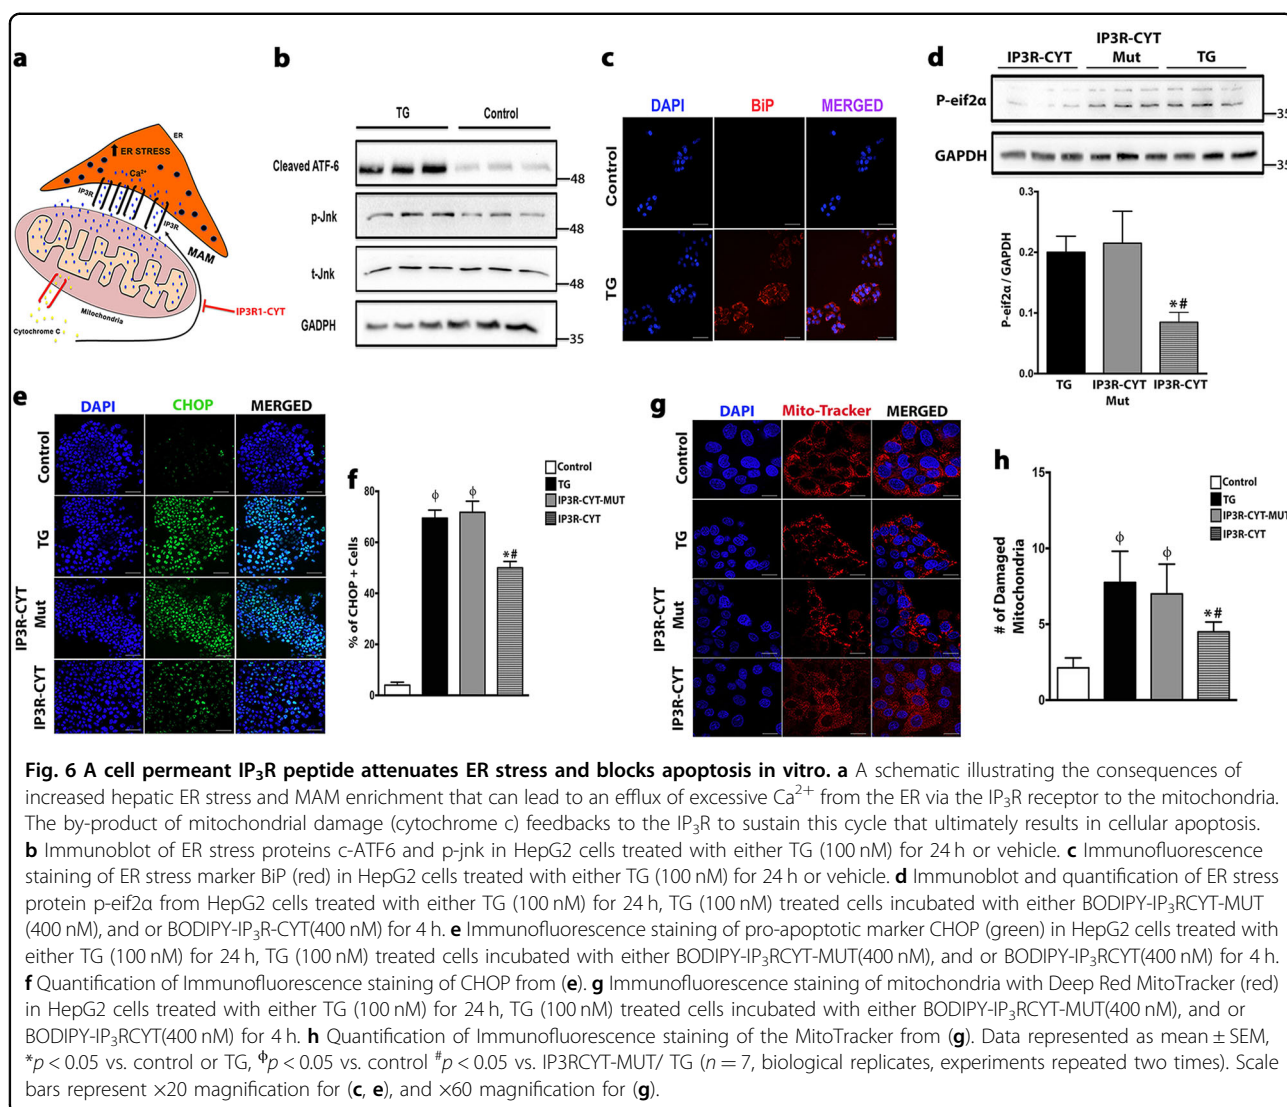 a
ER
ER STRESS
Ca2+
IP3R
IP3R
MAM
Mitochondria
Cytochrome C
IP3R1-CYT
b
TG Control
Cleaved ATF-6
48
p-Jnk
48
t-Jnk
48
GADPH
35
c
DAPI BiP MERGED
Control
TG
d
IP3R-CYT
IP3R-CYT Mut
TG
P-eif2α
35
GAPDH
35
P-eif2α / GAPDH
0.3
0.2
0.1
0.0
*#
TG
IP3R-CYT Mut
IP3R-CYT
e
DAPI CHOP MERGED
Control
TG
IP3R-CYT Mut
IP3R-CYT
f
Control
TG
IP3R-CYT-MUT
IP3R-CYT
% of CHOP + Cells
80
60
40
20
0
ϕ ϕ *#
g
DAPI Mito-Tracker MERGED
Control
TG
IP3R-CYT Mut
IP3R-CYT
h
Control
TG
IP3R-CYT-MUT
IP3R-CYT
# of Damaged Mitochondria
15
10
5
0
ϕ ϕ *#
Fig. 6 A cell permeant IP3R peptide attenuates ER stress and blocks apoptosis in vitro. a A schematic illustrating the consequences of
increased hepatic ER stress and MAM enrichment that can lead to an efflux of excessive Ca2+ from the ER via the IP3R receptor to the mitochondria.
The by-product of mitochondrial damage (cytochrome c) feedbacks to the IP3R to sustain this cycle that ultimately results in cellular apoptosis.
b Immunoblot of ER stress proteins c-ATF6 and p-jnk in HepG2 cells treated with either TG (100 nM) for 24 h or vehicle. c Immunofluorescence
staining of ER stress marker BiP (red) in HepG2 cells treated with either TG (100 nM) for 24 h or vehicle. d Immunoblot and quantification of ER stress
protein p-eif2α from HepG2 cells treated with either TG (100 nM) for 24 h, TG (100 nM) treated cells incubated with either BODIPY-IP3RCYT-MUT
(400 nM), and or BODIPY-IP3R-CYT(400 nM) for 4 h. e Immunofluorescence staining of pro-apoptotic marker CHOP (green) in HepG2 cells treated with
either TG (100 nM) for 24 h, TG (100 nM) treated cells incubated with either BODIPY-IP3RCYT-MUT(400 nM), and or BODIPY-IP3RCYT(400 nM) for 4 h.
f Quantification of Immunofluorescence staining of CHOP from (e). g Immunofluorescence staining of mitochondria with Deep Red MitoTracker (red)
in HepG2 cells treated with either TG (100 nM) for 24 h, TG (100 nM) treated cells incubated with either BODIPY-IP3RCYT-MUT(400 nM), and or
BODIPY-IP3RCYT(400 nM) for 4 h. h Quantification of Immunofluorescence staining of the MitoTracker from (g). Data represented as mean ± SEM,
*p < 0.05 vs. control or TG, ϕp < 0.05 vs. control #p < 0.05 vs. IP3RCYT-MUT/ TG (n = 7, biological replicates, experiments repeated two times). Scale
bars represent ×20 magnification for (c, e), and ×60 magnification for (g).